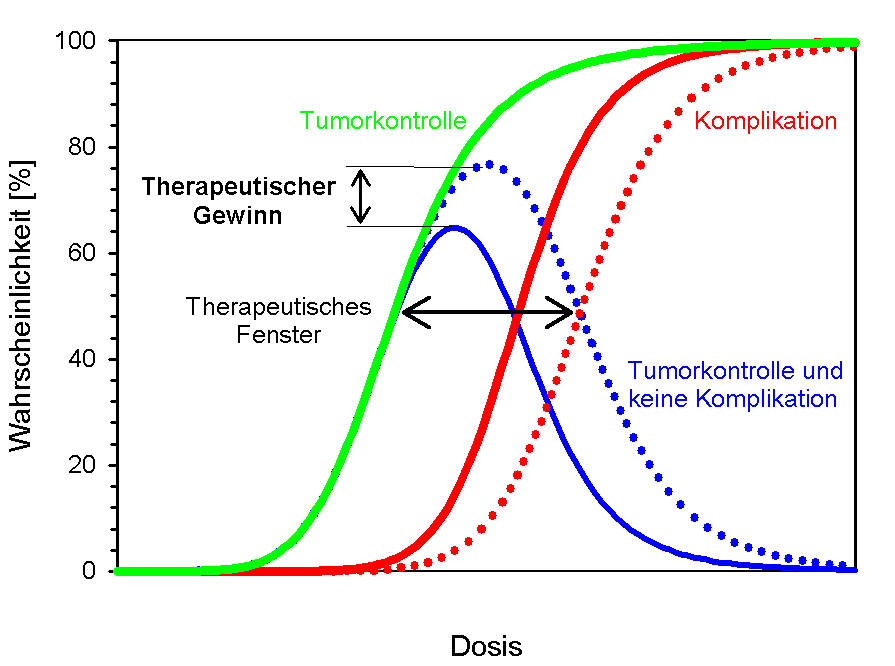 100
80
60
40
20
0
Wahrscheinlichkeit [%]
Tumorkontrolle
Komplikation
Therapeutischer
Gewinn
Therapeutisches
Fenster
Tumorkontrolle und
keine Komplikation
Dosis